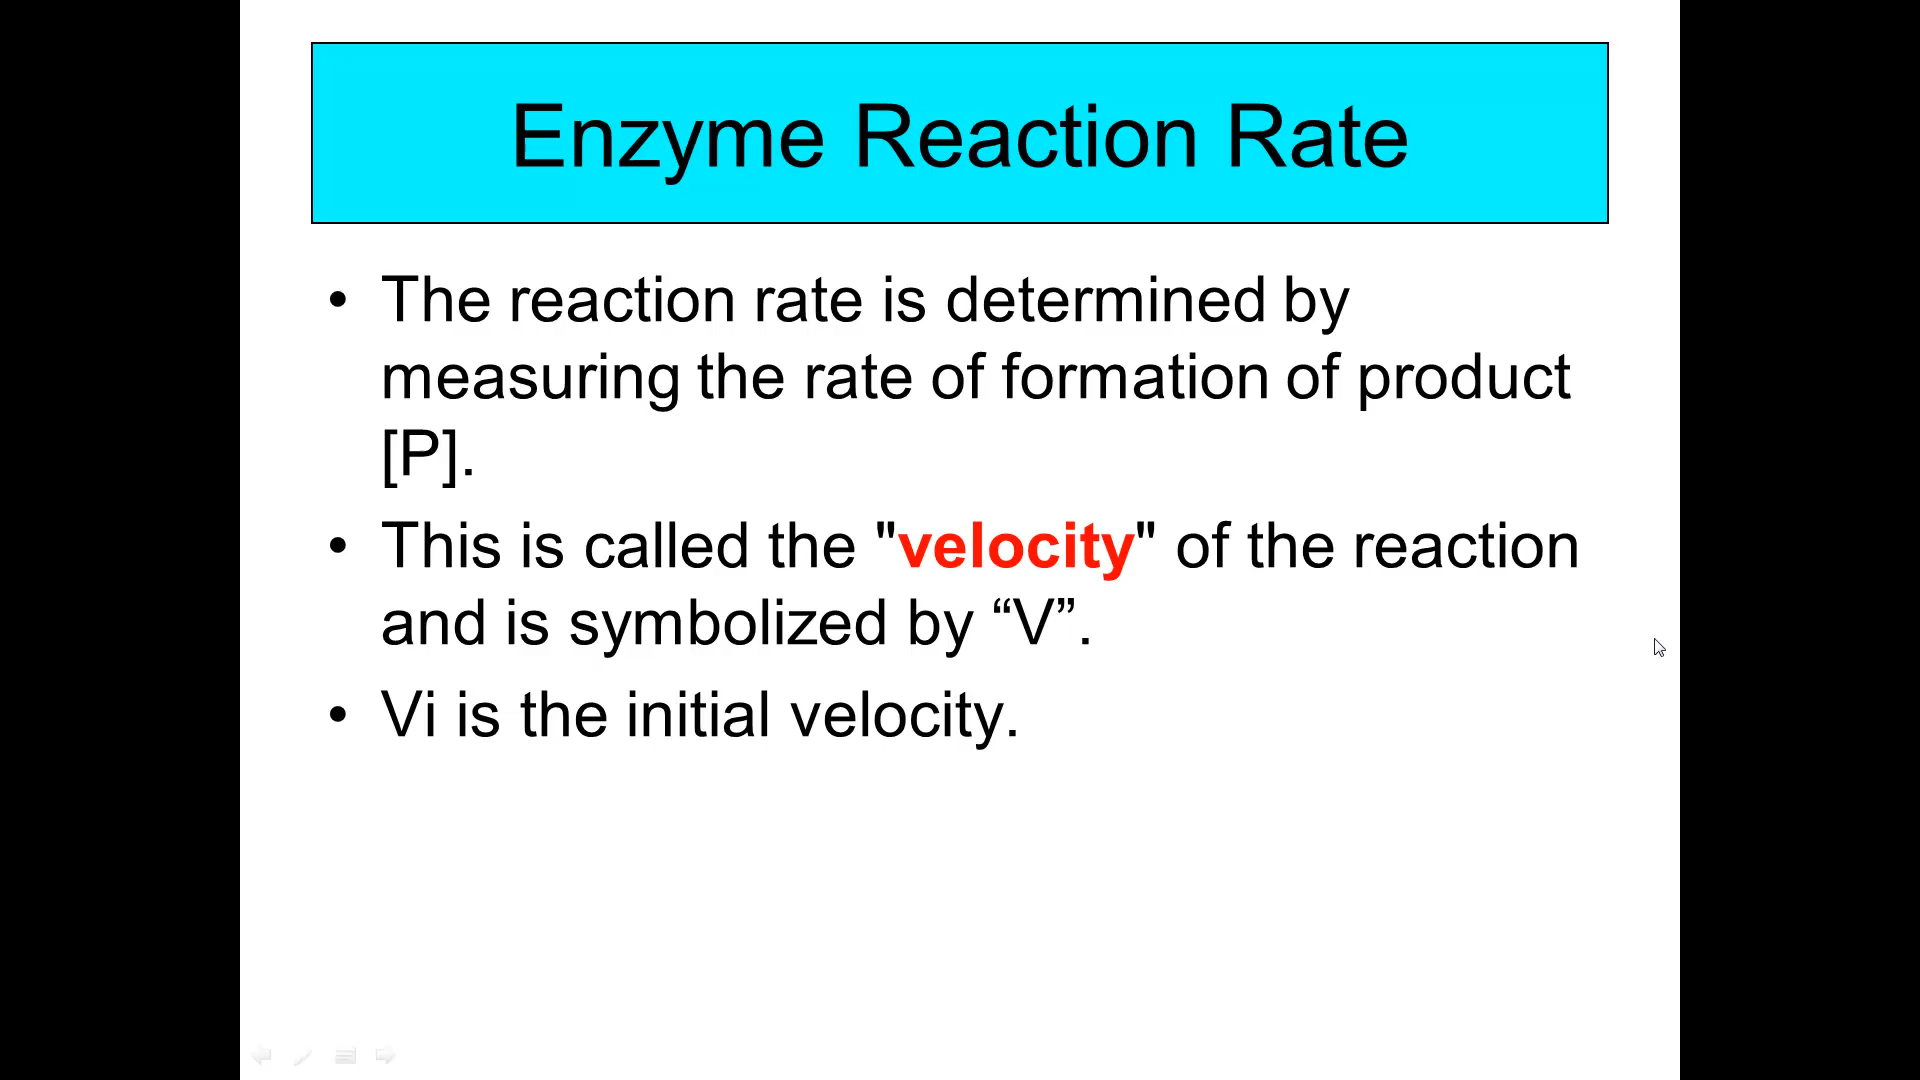 Enzyme Reaction Rate
• The reaction rate is determined by
measuring the rate of formation of product
[P].
• This is called the "velocity" of the reaction
and is symbolized by “V”.
• Vi is the initial velocity.